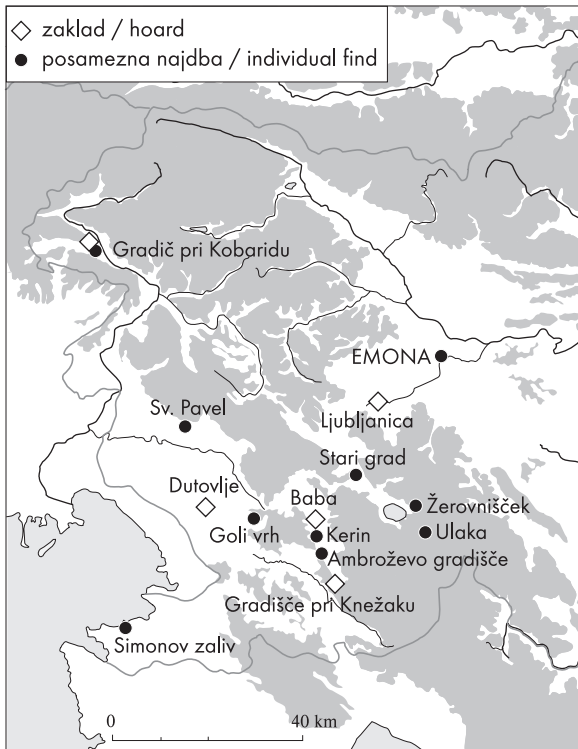 zaklad / hoard
posamezna najdba / individual find
Gradič pri Kobaridu
EMONA
Ljubljanica
Sv. Pavel
Stari grad
Dutovlje
Baba
Žerovnišček
Goli vrh
Kerin
Ulaka
Ambroževo gradišče
Gradišče pri Knežaku
Simonov zaliv
0 40 km